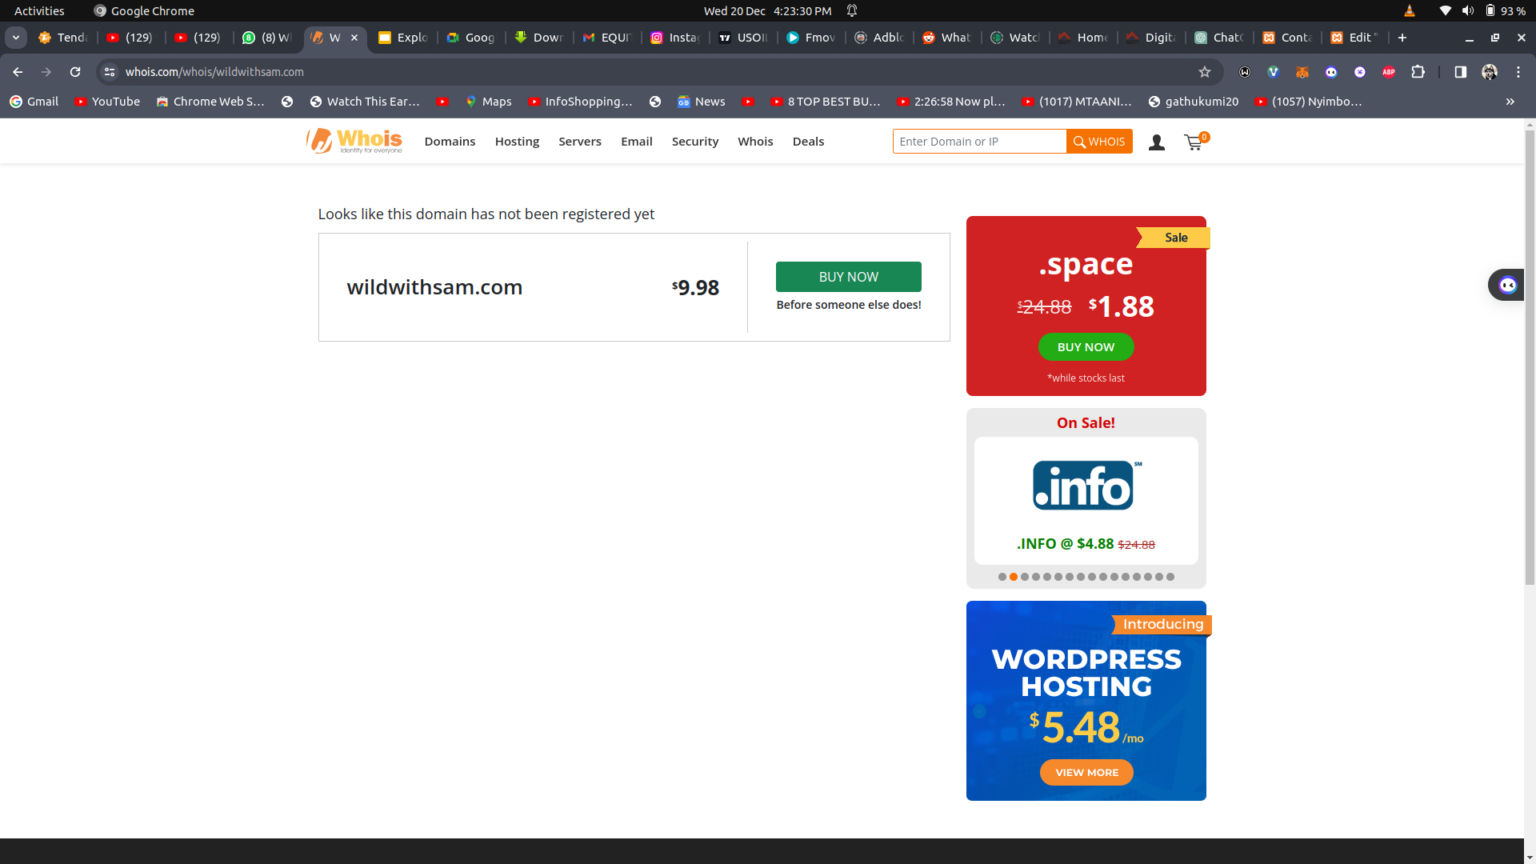 Activities Google Chrome Wed 20 Dec 4:23:30 PM 93 %
Tenda (129) (129) (8) W W Explo Goog Down EQUI Insta USOI Fmov Adblo What Watc Home Digit Chat Conta Edit
whois.com/whois/wildwithsam.com ABP
Gmail YouTube Chrome Web S... Watch This Ear... Maps InfoShopping... News 8 TOP BEST BU... 2:26:58 Now pl... (1017) MTAANI... gathukumi20 (1057) Nyimbo... »
Whois Domains Hosting Servers Email Security Whois Deals Enter Domain or IP WHOIS 0
Identity for everyone
Looks like this domain has not been registered yet
wildwithsam.com $9.98 BUY NOW
Before someone else does!
Sale
.space
$24.88 $1.88
BUY NOW
*while stocks last
On Sale!
.info SM
.INFO @ $4.88 $24.88
Introducing
WORDPRESS
HOSTING
$5.48/mo
VIEW MORE